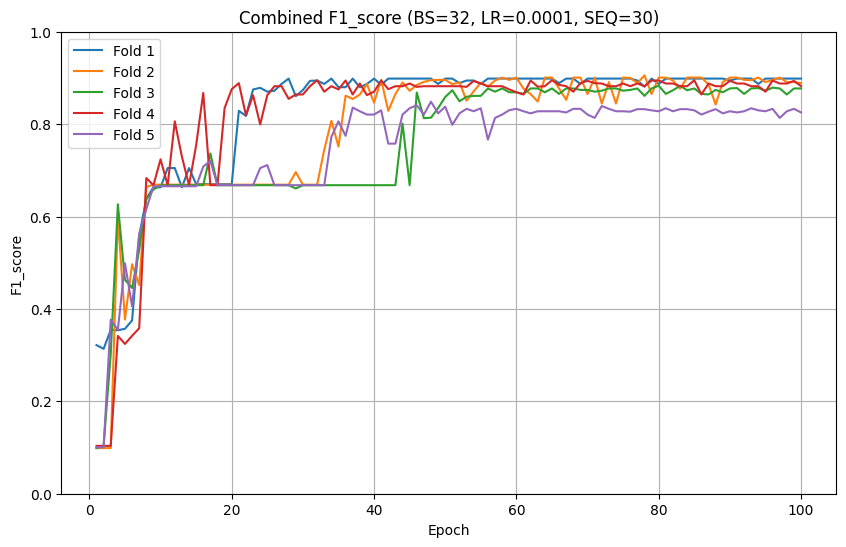 Combined F1_score (BS=32, LR=0.0001, SEQ=30)
Fold 1
Fold 2
Fold 3
Fold 4
Fold 5
F1_score
1.0
0.8
0.6
0.4
0.2
0.0
0
20
40
60
80
100
Epoch